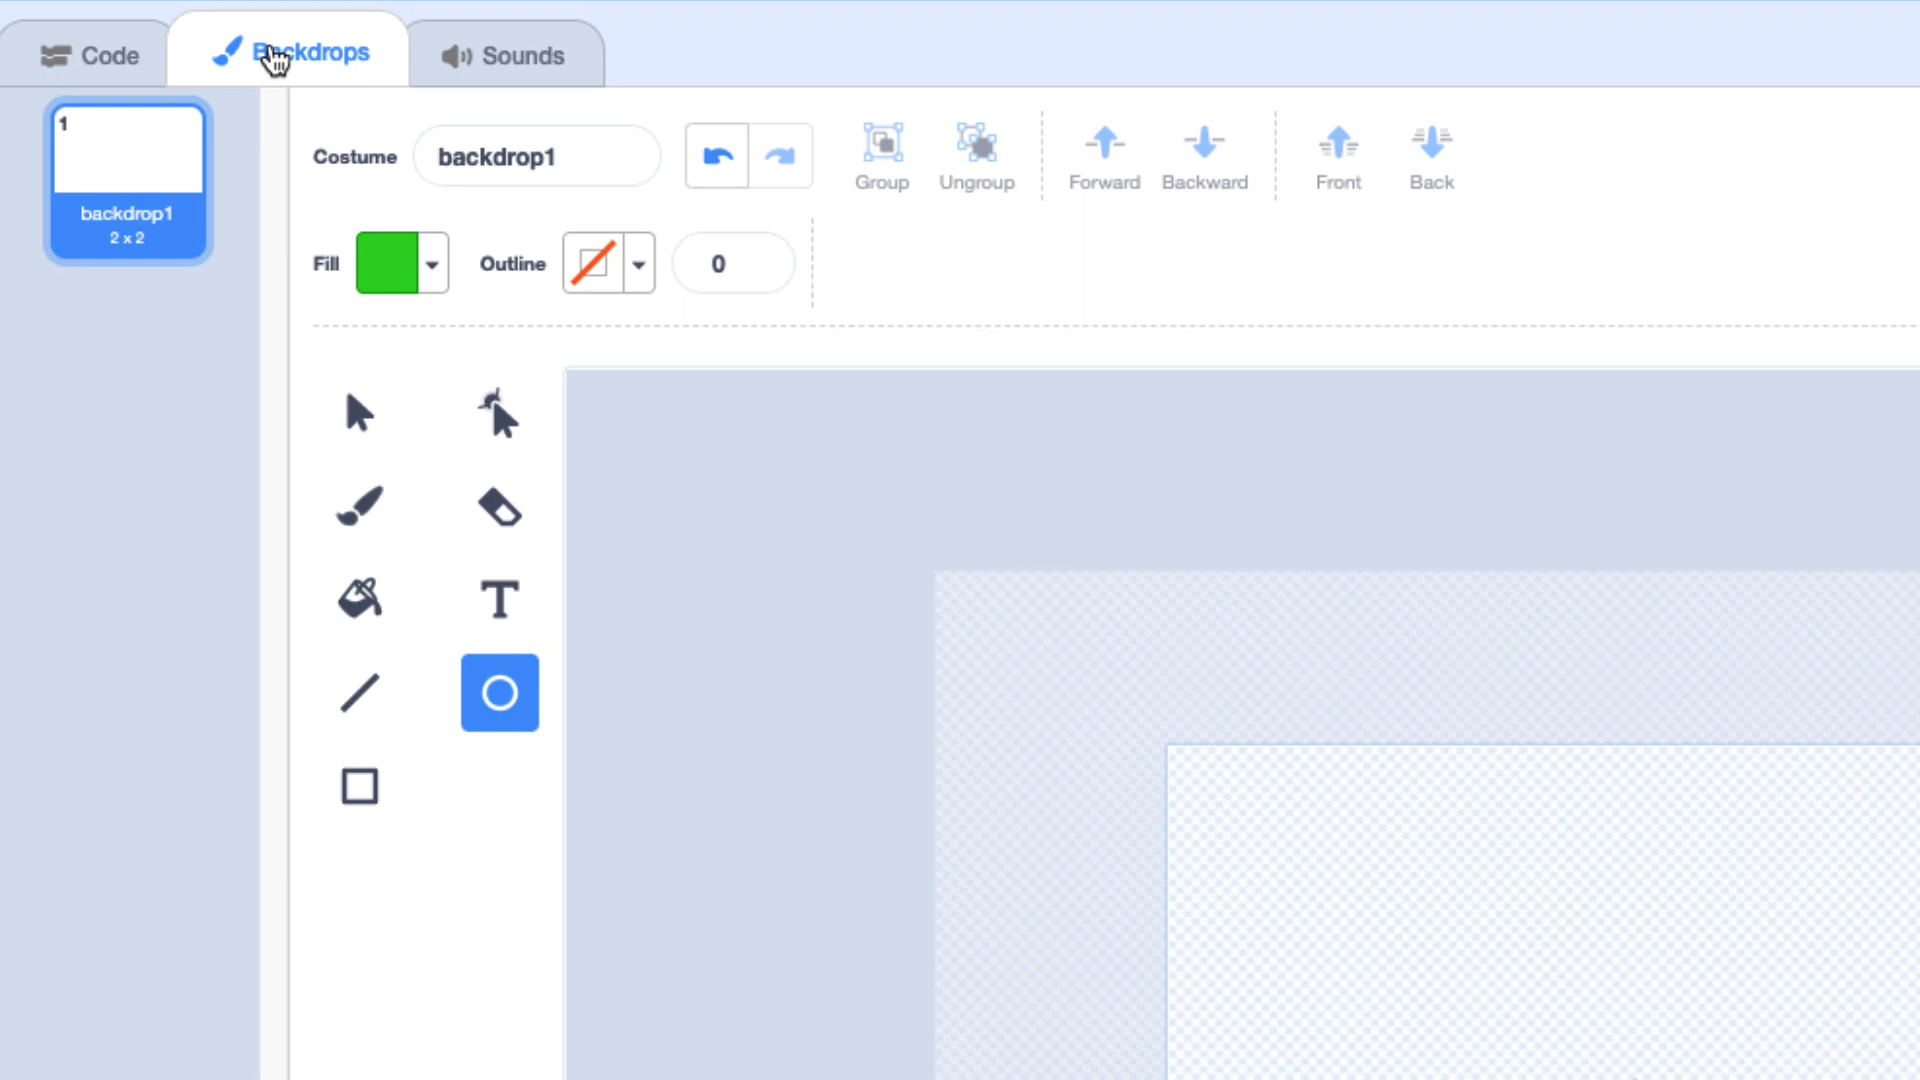 Code
Backdrops
Sounds
1
backdrop1
2 x 2
Costume
backdrop1
Group
Ungroup
Forward
Backward
Front
Back
Fill
Outline
0